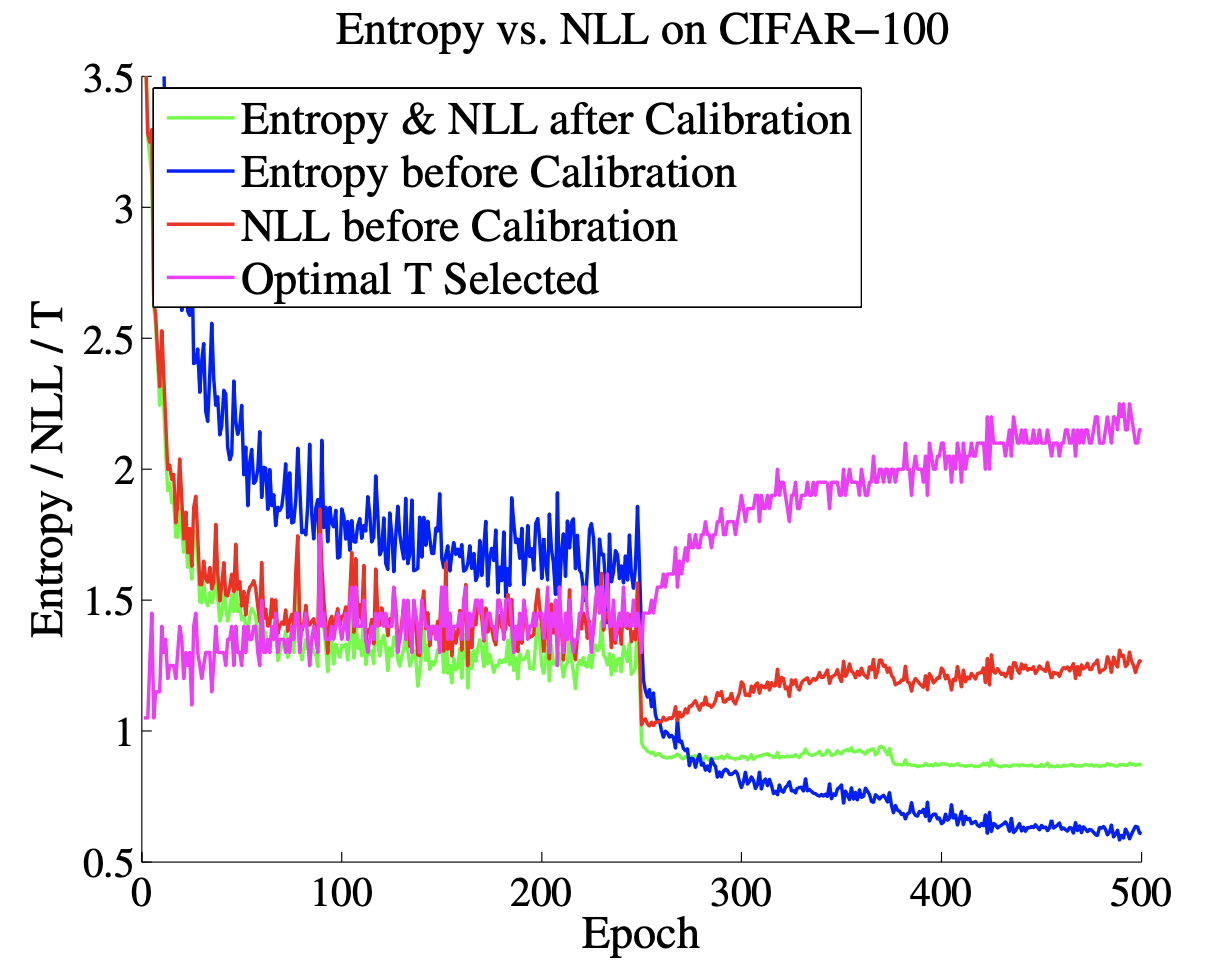 Entropy vs. NLL on CIFAR−100
3.5
3
2.5
2
1.5
1
0.5
Entropy / NLL / T
Entropy & NLL after Calibration
Entropy before Calibration
NLL before Calibration
Optimal T Selected
0 100 200 300 400 500
Epoch